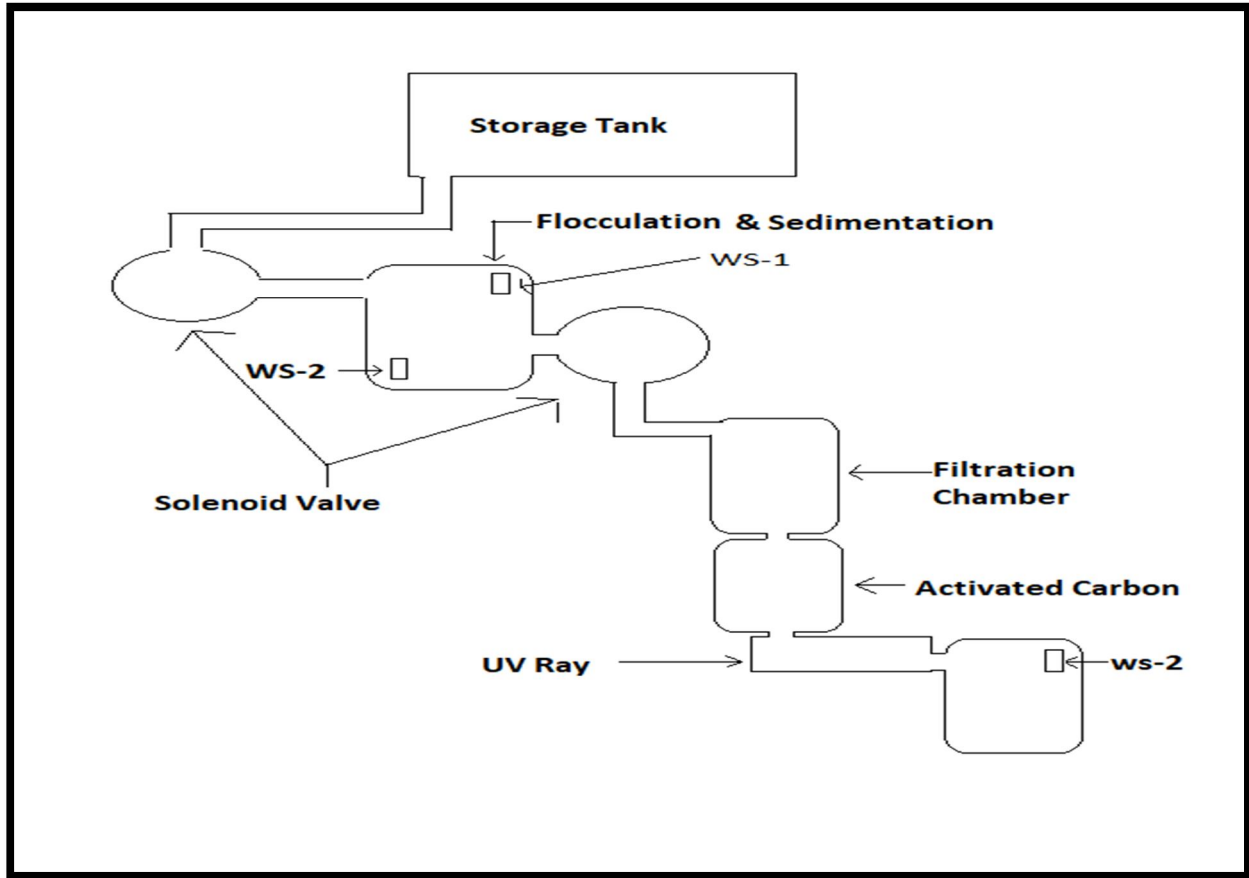 Storage Tank
Flocculation & Sedimentation
WS-1
WS-2
Solenoid Valve
Filtration
Chamber
Activated Carbon
UV Ray
ws-2